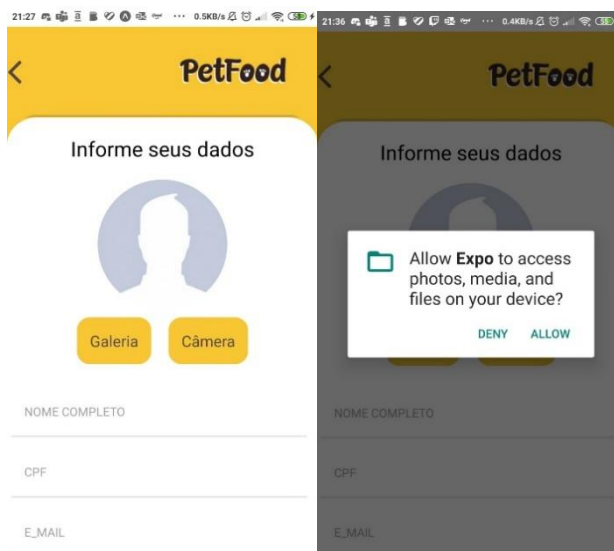 21:27 ... 0.5KB/s
PetFood
Informe seus dados
Galeria
Câmera
NOME COMPLETO
CPF
E_MAIL
21:36 ... 0.4KB/s
PetFood
Informe seus dados
Allow Expo to access
photos, media, and
files on your device?
DENY
ALLOW
NOME COMPLETO
CPF
E_MAIL